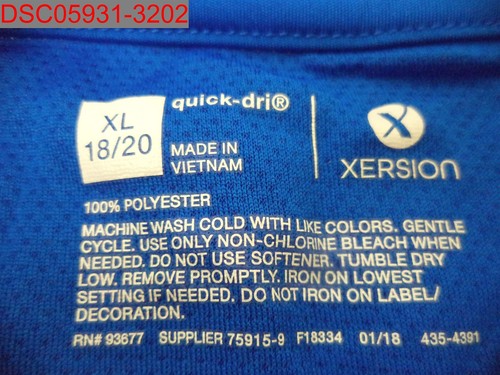 DSC05931-3202
XL
18/20
quick-dri®
MADE IN
VIETNAM
X
XERSION
100% POLYESTER
MACHINE WASH COLD WITH LIKE COLORS. GENTLE
CYCLE. USE ONLY NON-CHLORINE BLEACH WHEN
NEEDED. DO NOT USE SOFTENER. TUMBLE DRY
LOW. REMOVE PROMPTLY. IRON ON LOWEST
SETTING IF NEEDED. DO NOT IRON ON LABEL/
DECORATION.
RN# 93677 SUPPLIER 75915-9 F18334 01/18 435-4391